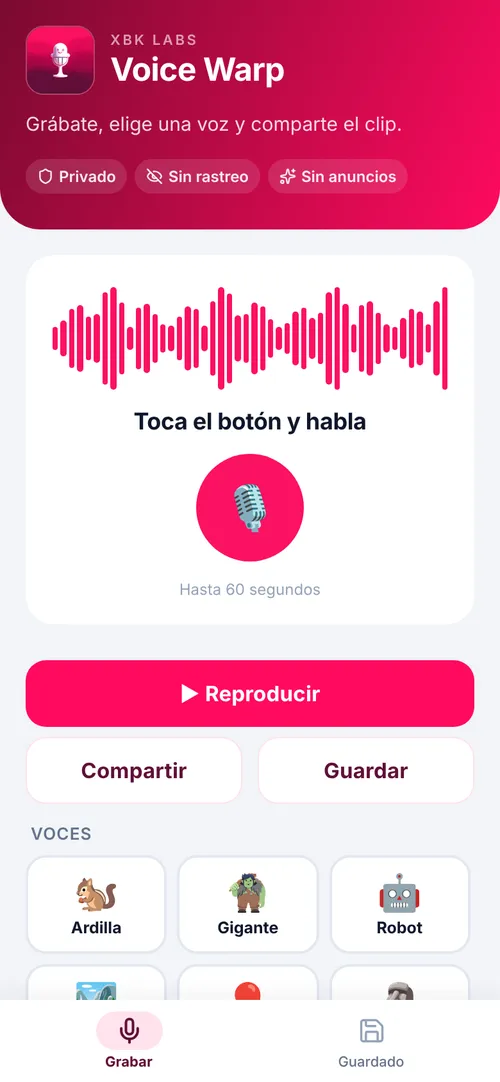 XBK LABS
Voice Warp
Grábate, elige una voz y comparte el clip.
Privado
Sin rastreo
Sin anuncios
Toca el botón y habla
Hasta 60 segundos
Reproducir
Compartir
Guardar
VOCES
Ardilla
Gigante
Robot
Grabar
Guardado